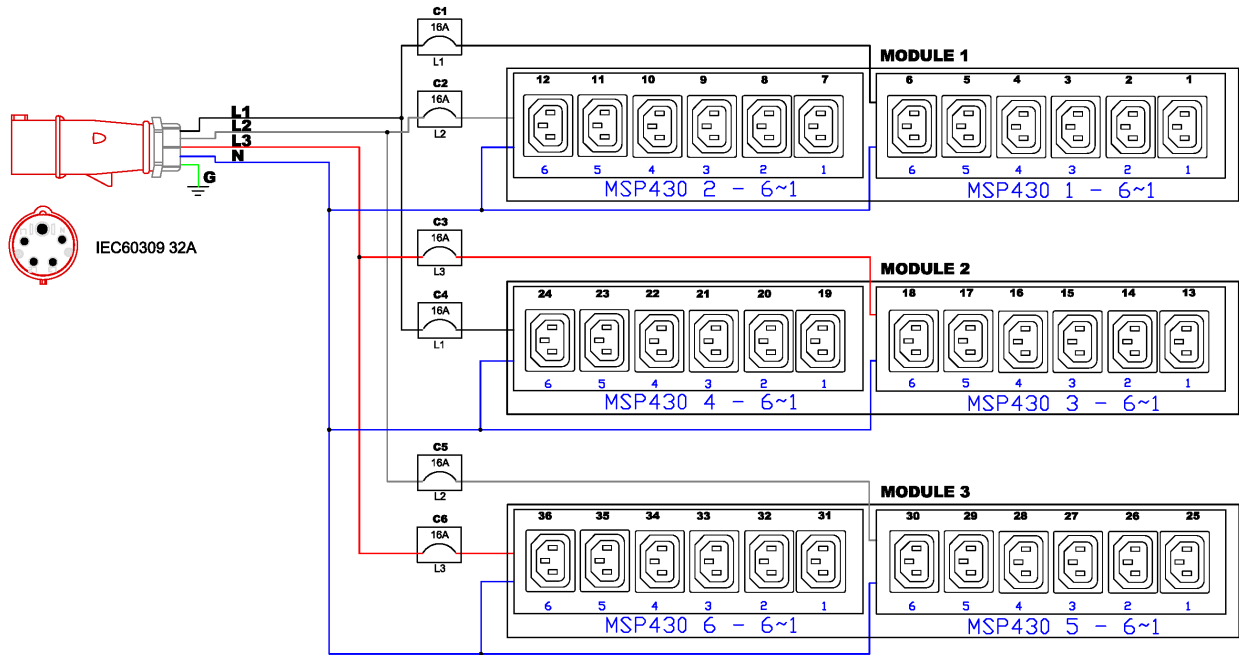 C1
16A
L1
MODULE 1
12 11 10 9 8 7 6 5 4 3 2 1
C2
16A
L2
L1
L2
L3
N
G
6 5 4 3 2 1 6 5 4 3 2 1
MSP430 2 - 6~1 MSP430 1 - 6~1
IEC60309 32A
C3
16A
L3
MODULE 2
24 23 22 21 20 19 18 17 16 15 14 13
C4
16A
L1
6 5 4 3 2 1 6 5 4 3 2 1
MSP430 4 - 6~1 MSP430 3 - 6~1
C5
16A
L2
MODULE 3
36 35 34 33 32 31 30 29 28 27 26 25
C6
16A
L3
6 5 4 3 2 1 6 5 4 3 2 1
MSP430 6 - 6~1 MSP430 5 - 6~1